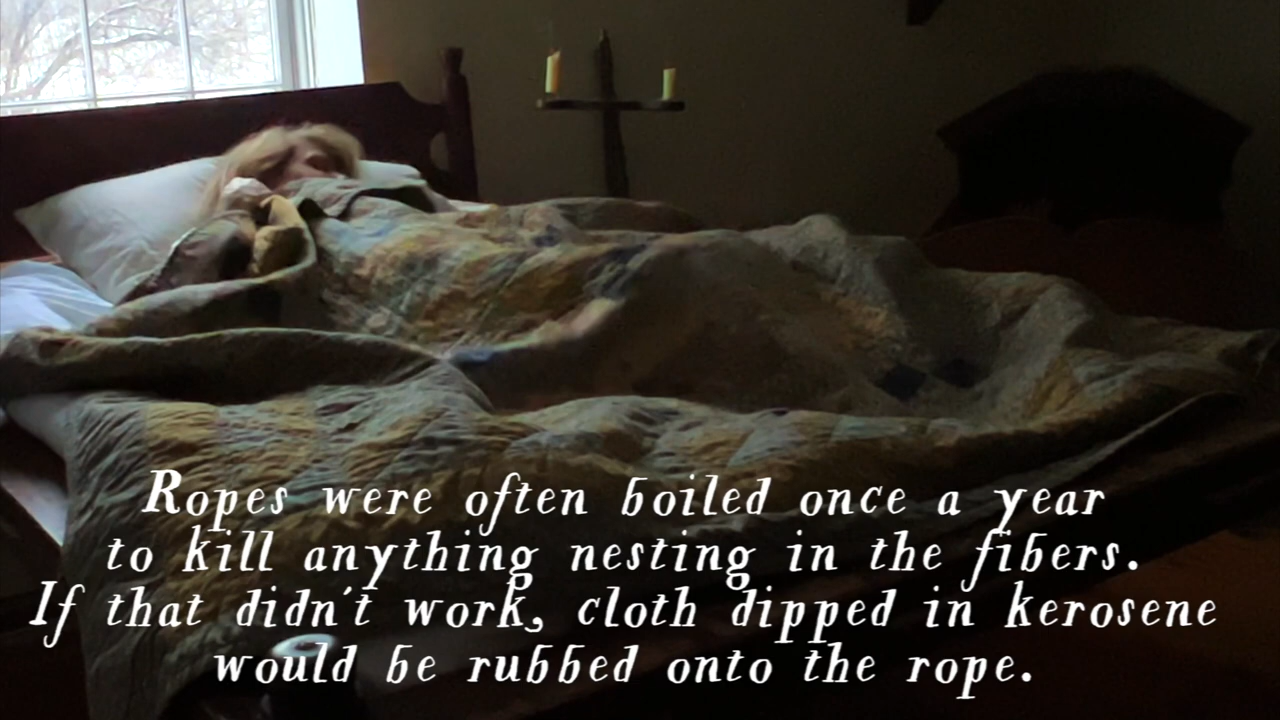 Ropes were often boiled once a year
to kill anything nesting in the fibers.
If that didn't work, cloth dipped in kerosene
would be rubbed onto the rope.